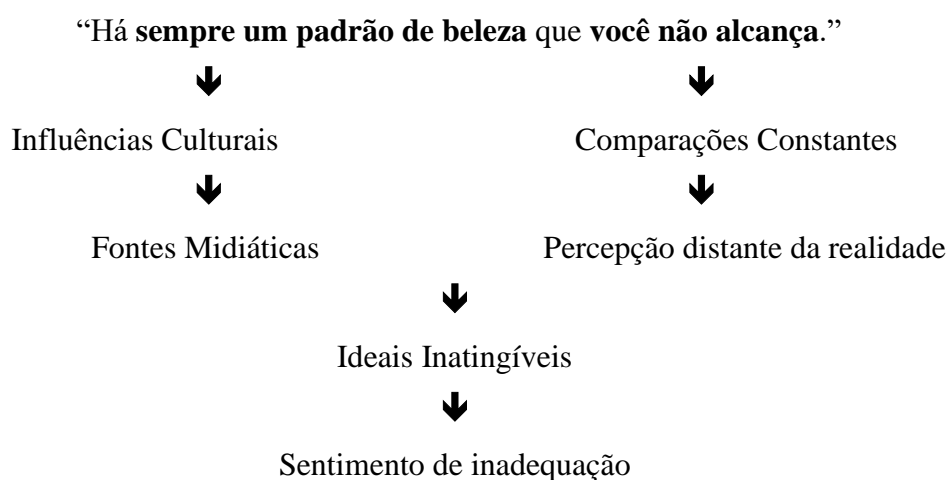 “Há sempre um padrão de beleza que você não alcança.”
Influências Culturais
Comparações Constantes
Fontes Midiáticas
Percepção distante da realidade
Ideais Inatingíveis
Sentimento de inadequação